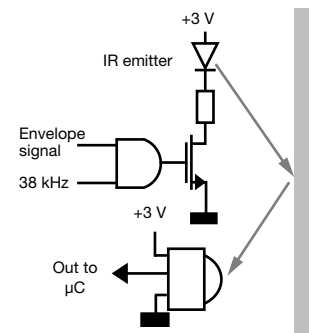 +3 V
IR emitter
Envelope
signal
38 kHz
+3 V
Out to
µC